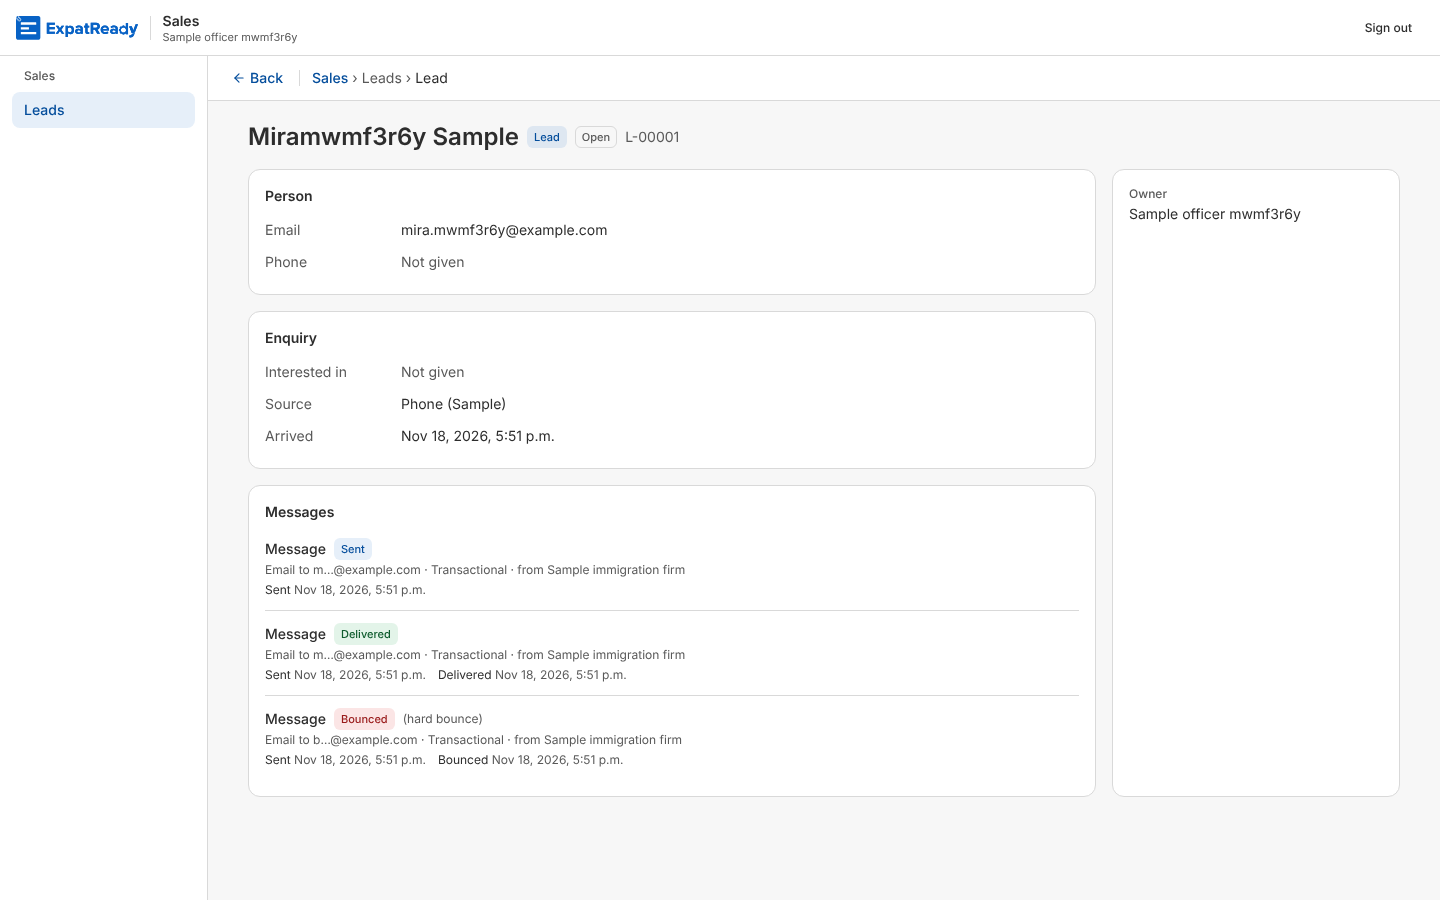 ExpatReady
Sales
Sample officer mwmf3r6y
Sign out
Sales
Leads
← Back
Sales › Leads › Lead
Miramwmf3r6y Sample Lead Open L-00001
Person
Email mira.mwmf3r6y@example.com
Phone Not given
Owner
Sample officer mwmf3r6y
Enquiry
Interested in Not given
Source Phone (Sample)
Arrived Nov 18, 2026, 5:51 p.m.
Messages
Message Sent
Email to m…@example.com · Transactional · from Sample immigration firm
Sent Nov 18, 2026, 5:51 p.m.
Message Delivered
Email to m…@example.com · Transactional · from Sample immigration firm
Sent Nov 18, 2026, 5:51 p.m. Delivered Nov 18, 2026, 5:51 p.m.
Message Bounced (hard bounce)
Email to b…@example.com · Transactional · from Sample immigration firm
Sent Nov 18, 2026, 5:51 p.m. Bounced Nov 18, 2026, 5:51 p.m.